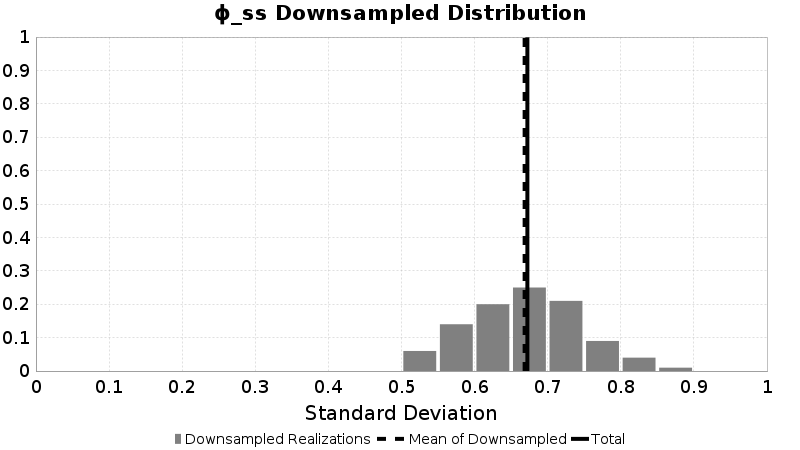 ϕ_ss Downsampled Distribution
1
0.9
0.8
0.7
0.6
0.5
0.4
0.3
0.2
0.1
0
0 0.1 0.2 0.3 0.4 0.5 0.6 0.7 0.8 0.9 1
Standard Deviation
Downsampled Realizations Mean of Downsampled Total